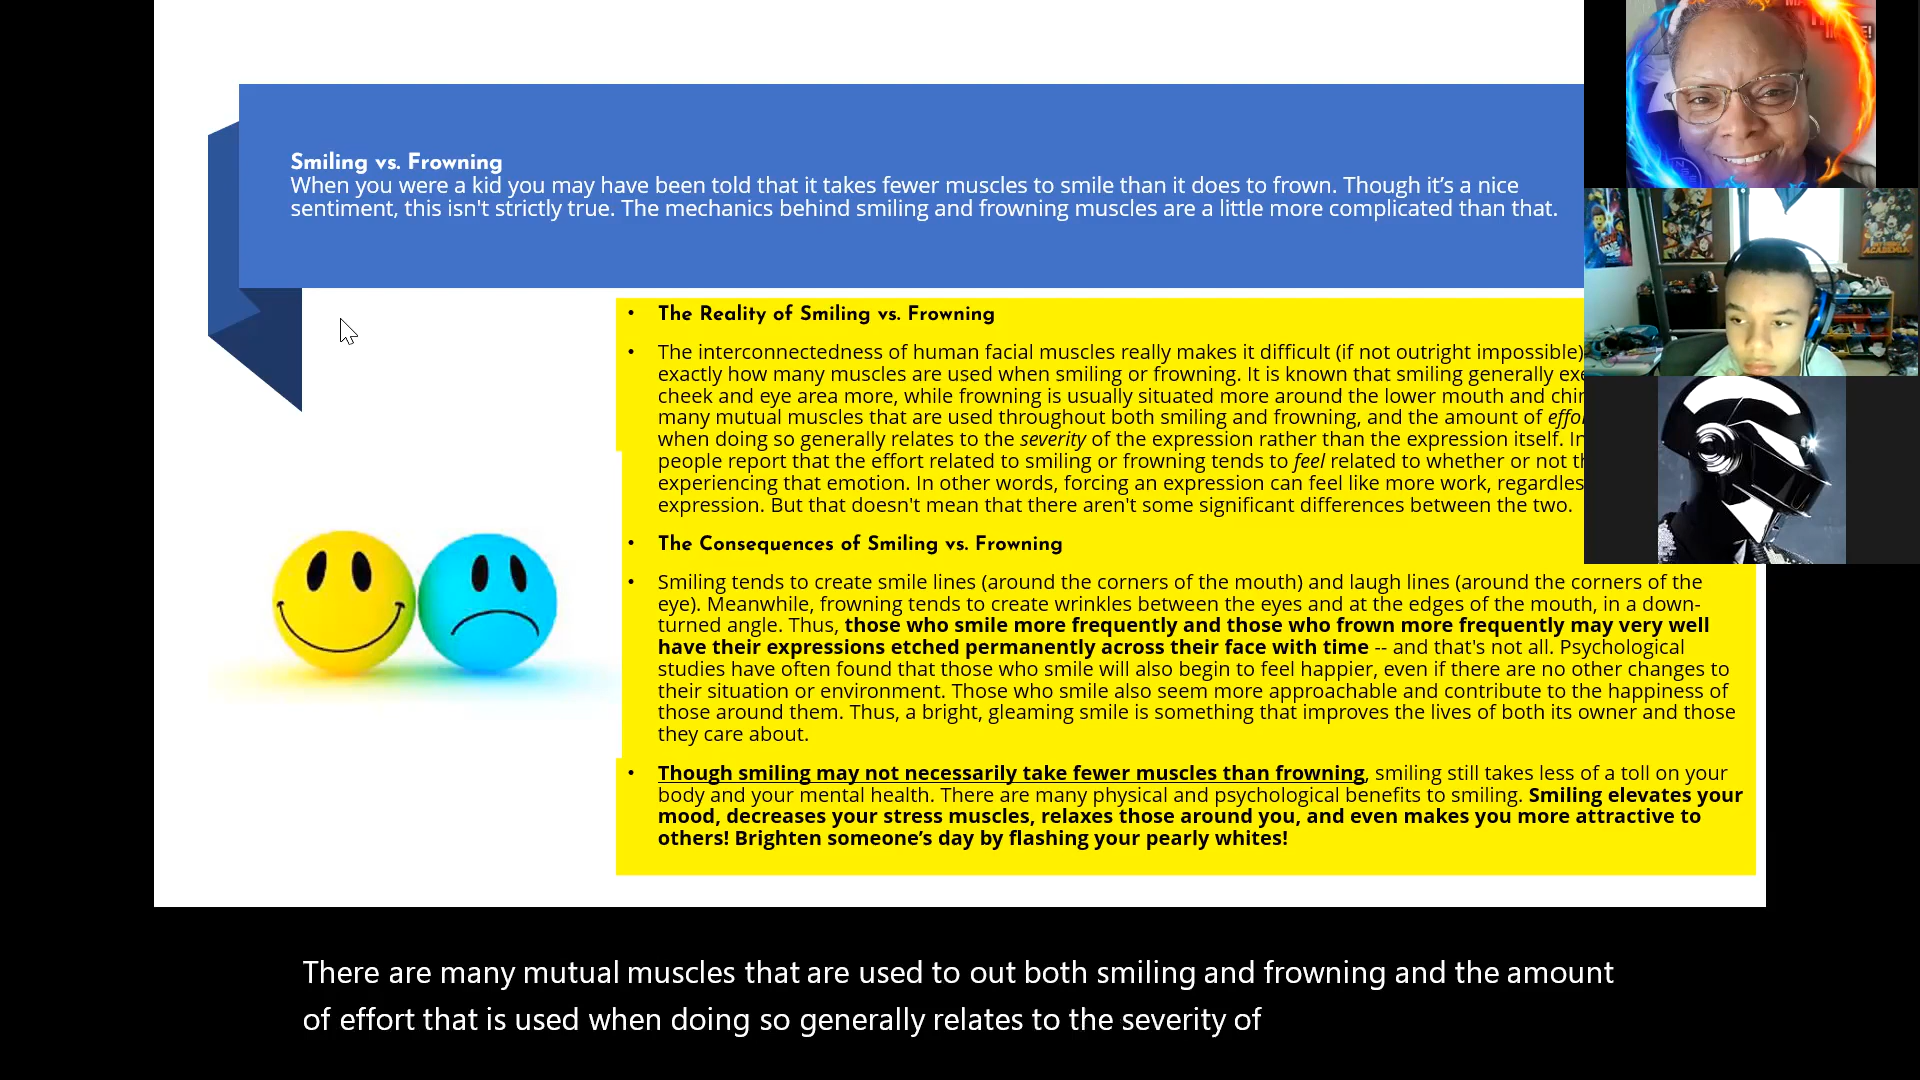 Smiling vs. Frowning
When you were a kid you may have been told that it takes fewer muscles to smile than it does to frown. Though it’s a nice
sentiment, this isn't strictly true. The mechanics behind smiling and frowning muscles are a little more complicated than that.
• The Reality of Smiling vs. Frowning
• The interconnectedness of human facial muscles really makes it difficult (if not outright impossible)
exactly how many muscles are used when smiling or frowning. It is known that smiling generally
cheek and eye area more, while frowning is usually situated more around the lower mouth and
many mutual muscles that are used throughout both smiling and frowning, and the amount of
when doing so generally relates to the severity of the expression rather than the expression itself. In
people report that the effort related to smiling or frowning tends to feel related to whether or not
experiencing that emotion. In other words, forcing an expression can feel like more work, regardless
expression. But that doesn't mean that there aren't some significant differences between the two.
• The Consequences of Smiling vs. Frowning
• Smiling tends to create smile lines (around the corners of the mouth) and laugh lines (around the corners of the
eye). Meanwhile, frowning tends to create wrinkles between the eyes and at the edges of the mouth, in a down-
turned angle. Thus, those who smile more frequently and those who frown more frequently may very well
have their expressions etched permanently across their face with time -- and that's not all. Psychological
studies have often found that those who smile will also begin to feel happier, even if there are no other changes to
their situation or environment. Those who smile also seem more approachable and contribute to the happiness of
those around them. Thus, a bright, gleaming smile is something that improves the lives of both its owner and those
they care about.
• Though smiling may not necessarily take fewer muscles than frowning, smiling still takes less of a toll on your
body and your mental health. There are many physical and psychological benefits to smiling. Smiling elevates your
mood, decreases your stress muscles, relaxes those around you, and even makes you more attractive to
others! Brighten someone’s day by flashing your pearly whites!
There are many mutual muscles that are used to out both smiling and frowning and the amount
of effort that is used when doing so generally relates to the severity of